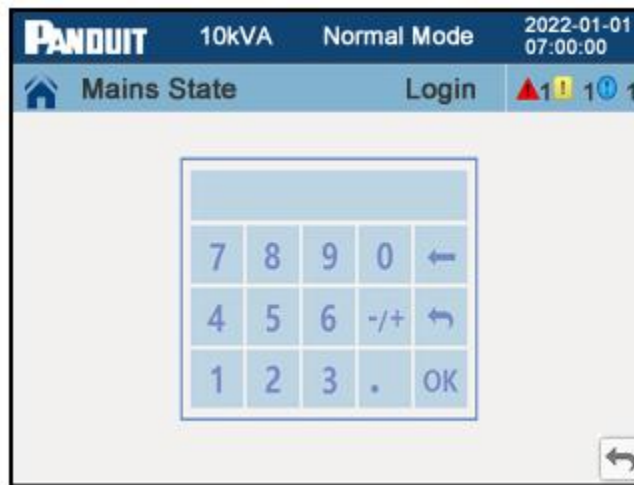 PANDUIT 10kVA Normal Mode 2022-01-01
07:00:00
Mains State Login 1 ! 1 ! 1
7 8 9 0
4 5 6 -/+
1 2 3 . OK